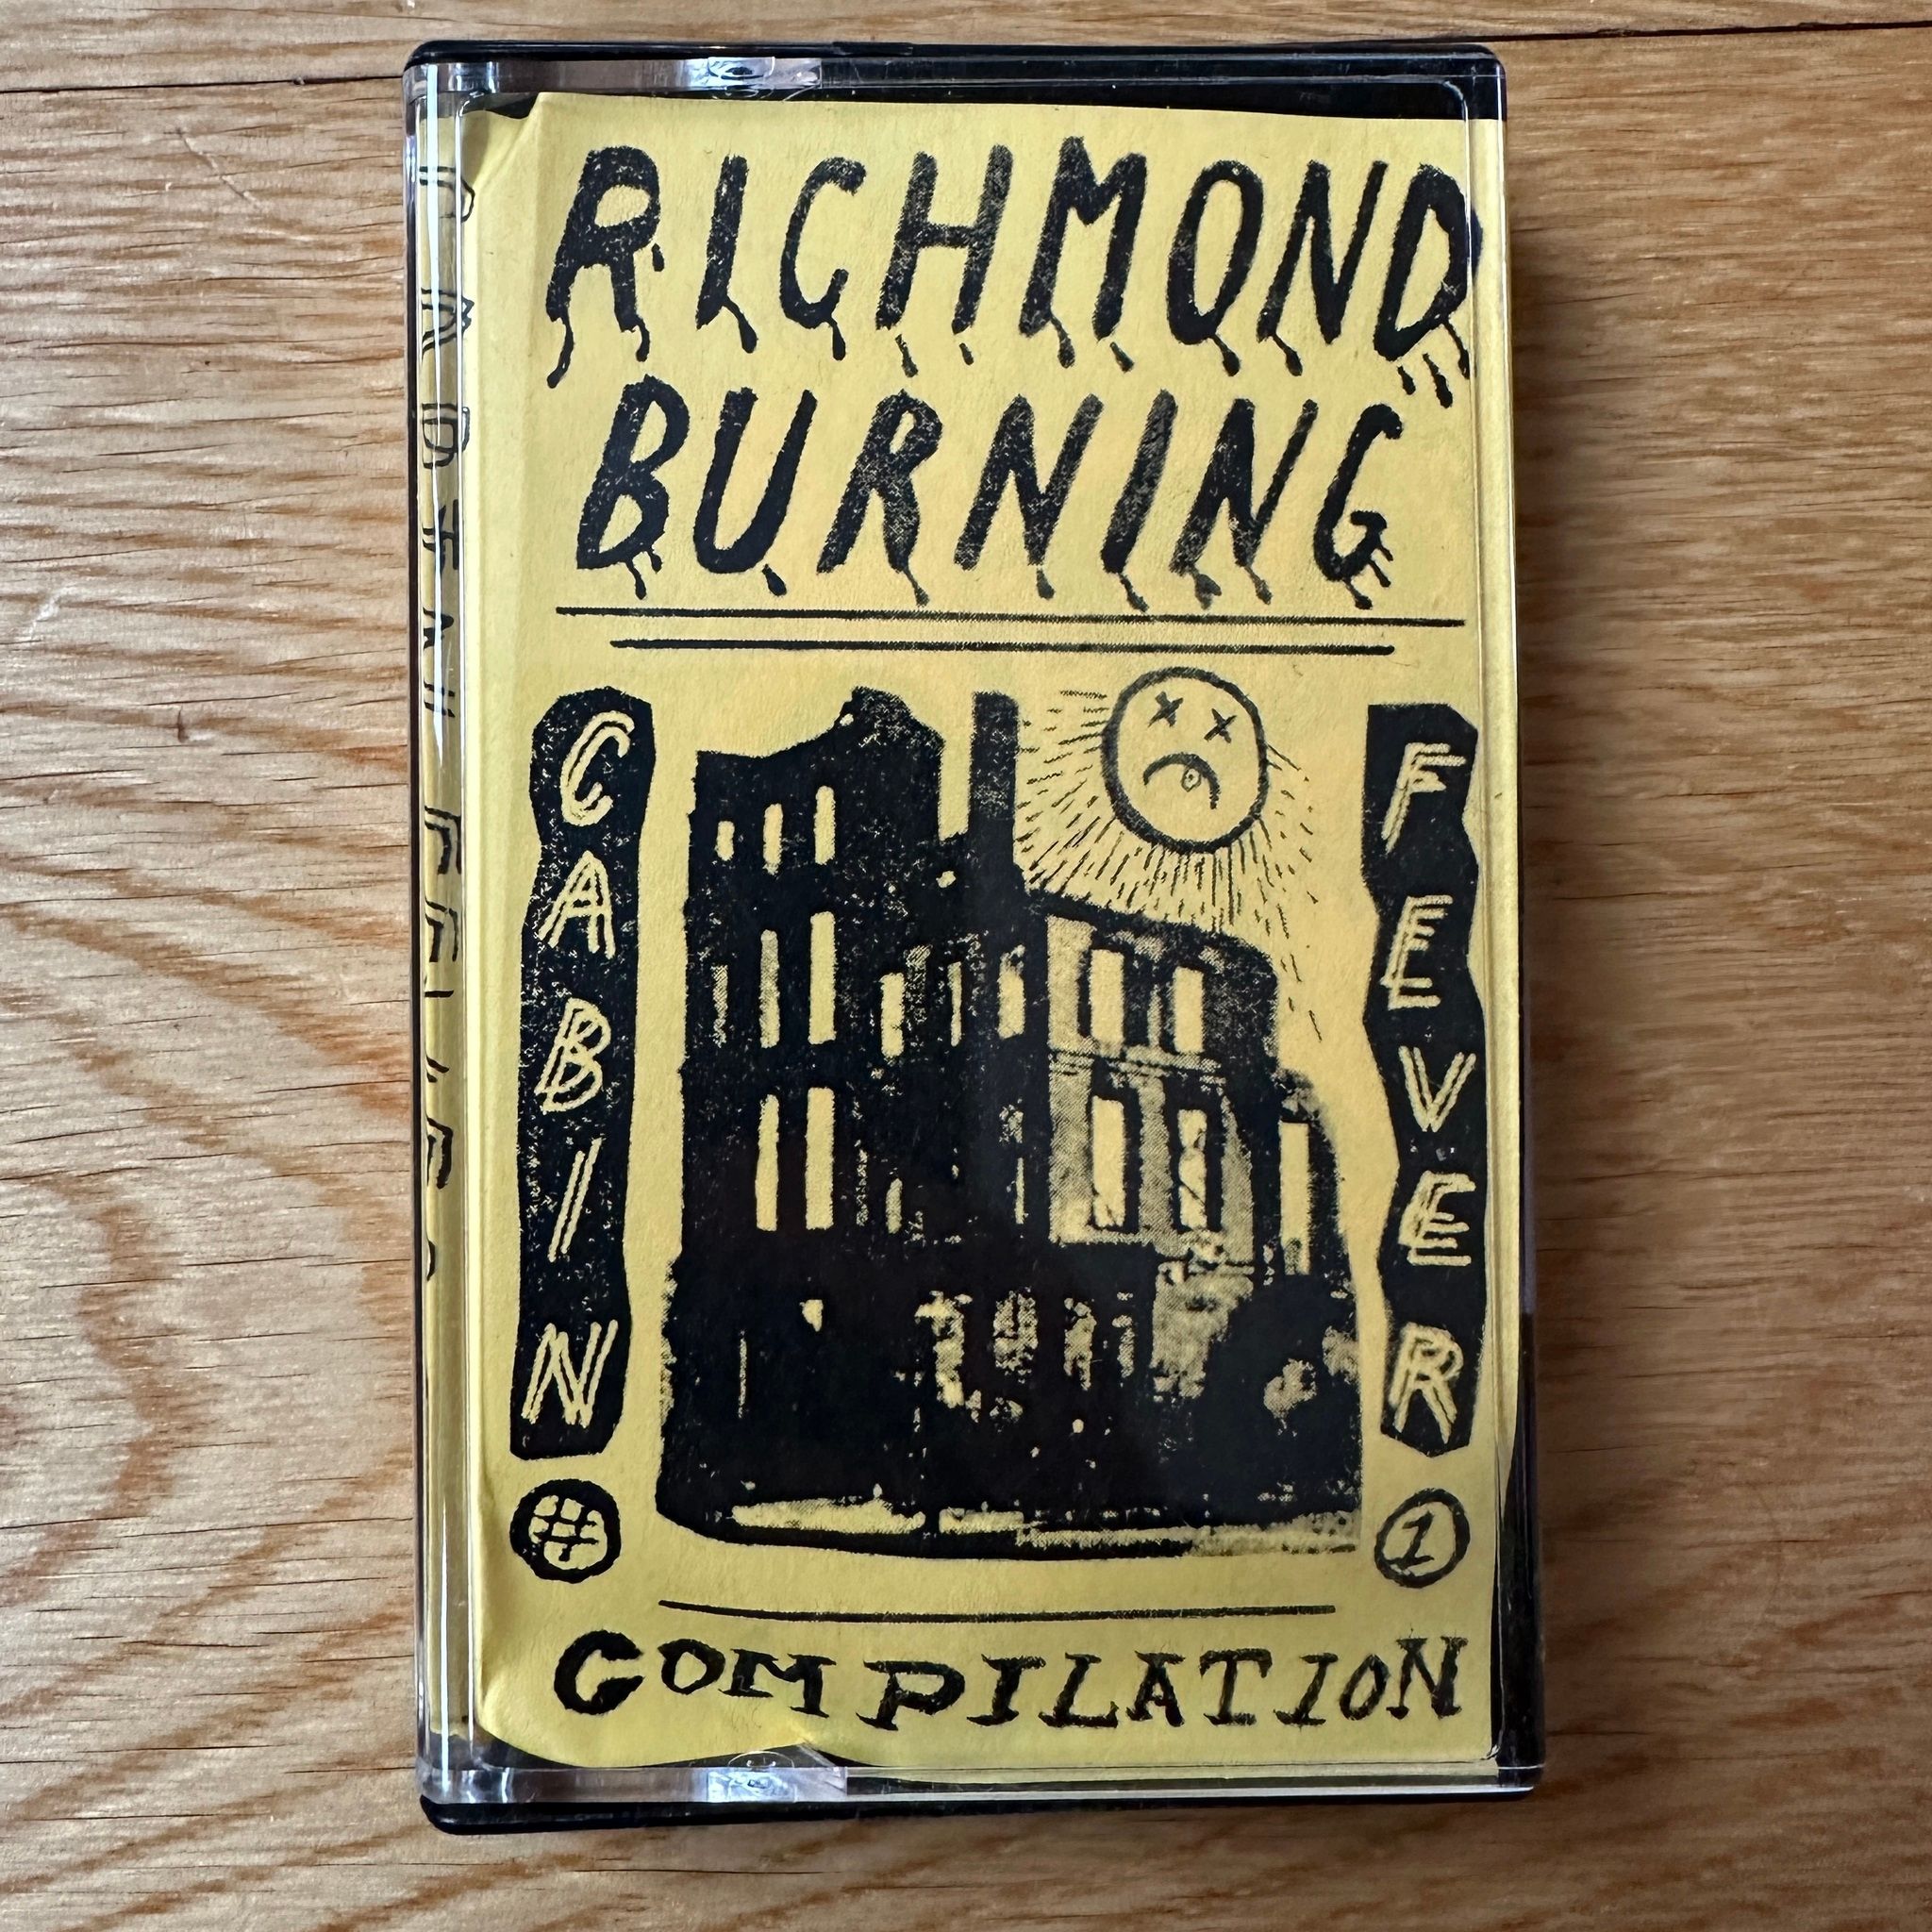 RICHMOND
BURNING
CABIN
FEVER
# 1
COMPILATION